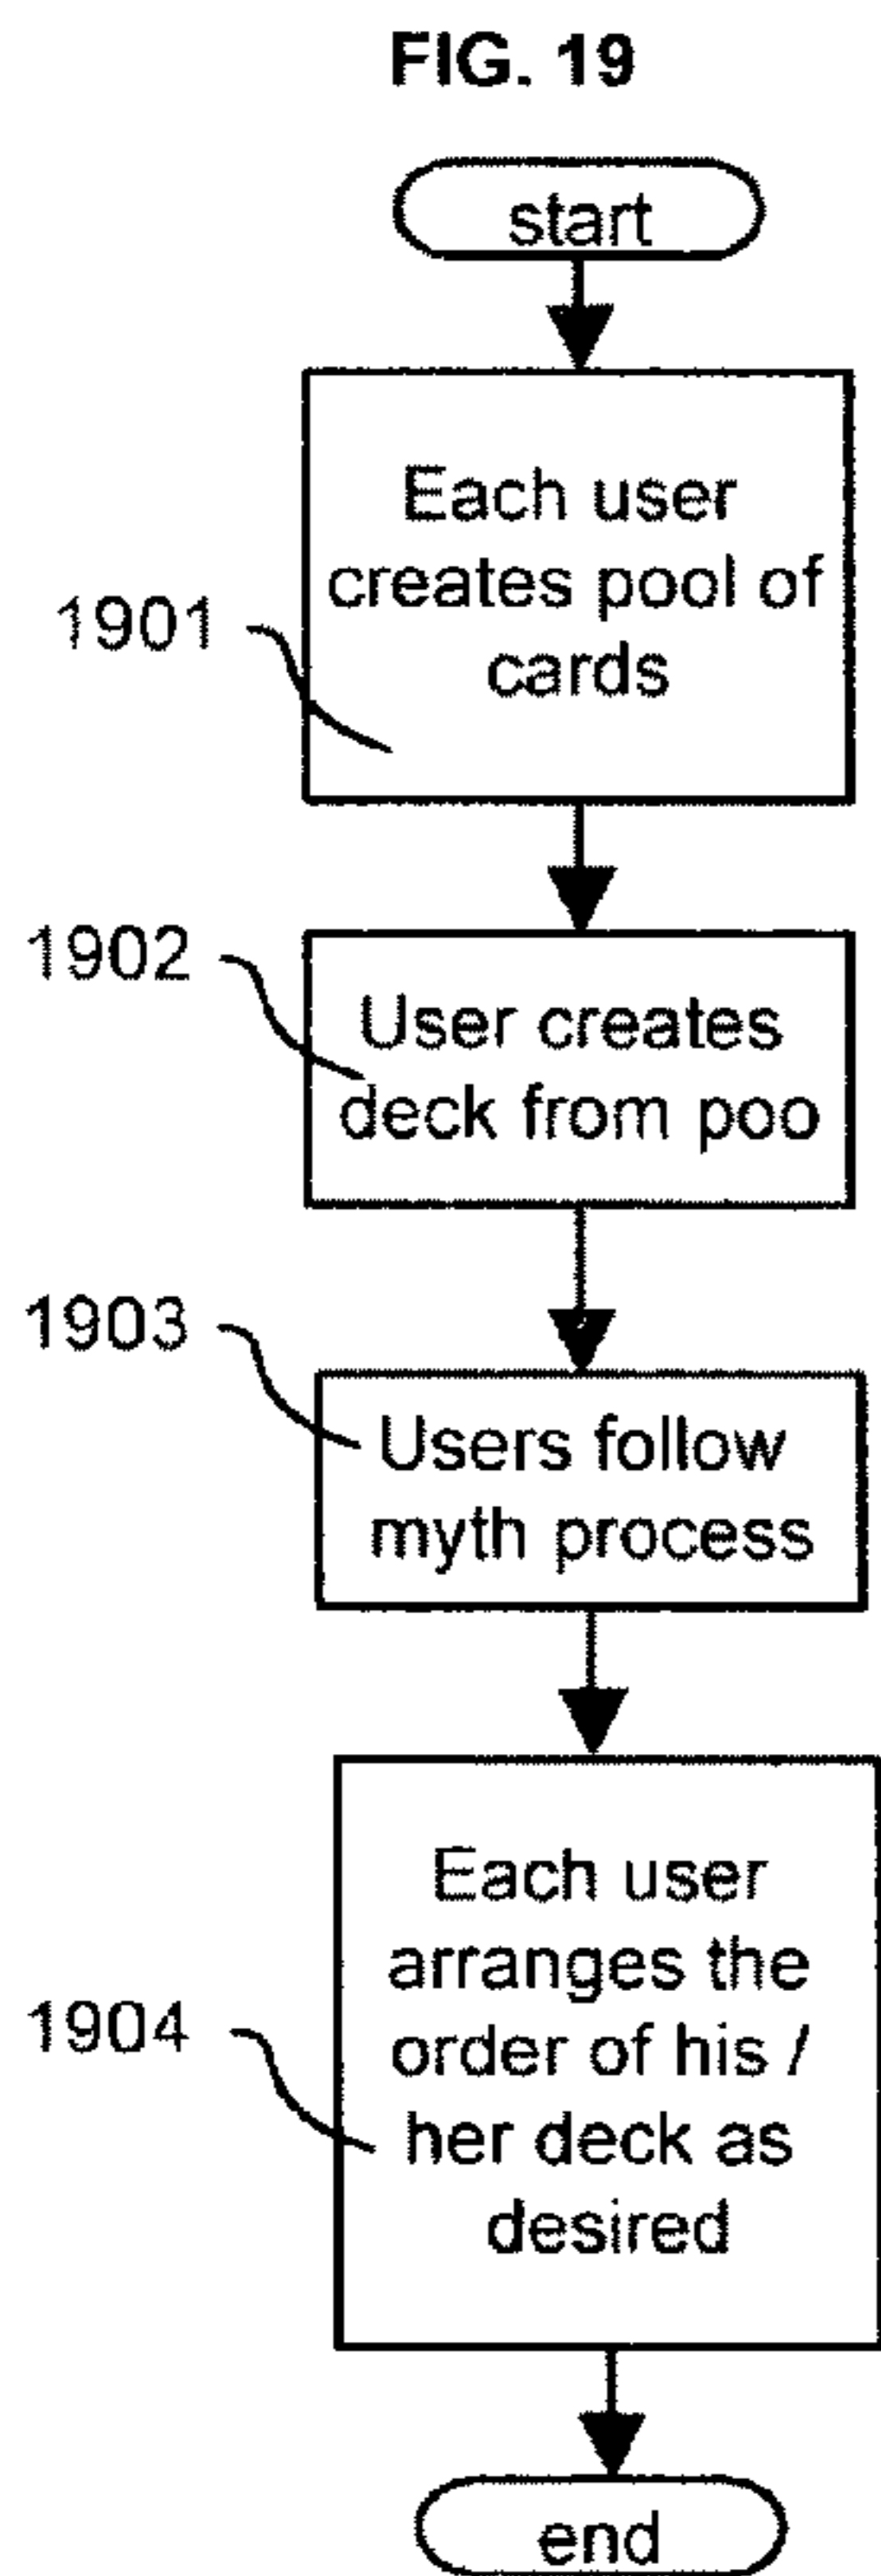 FIG. 19
start
Each user
creates pool of
cards
1901
1902
User creates
deck from poo
1903
Users follow
myth process
Each user
arranges the
order of his /
her deck as
desired
1904
end